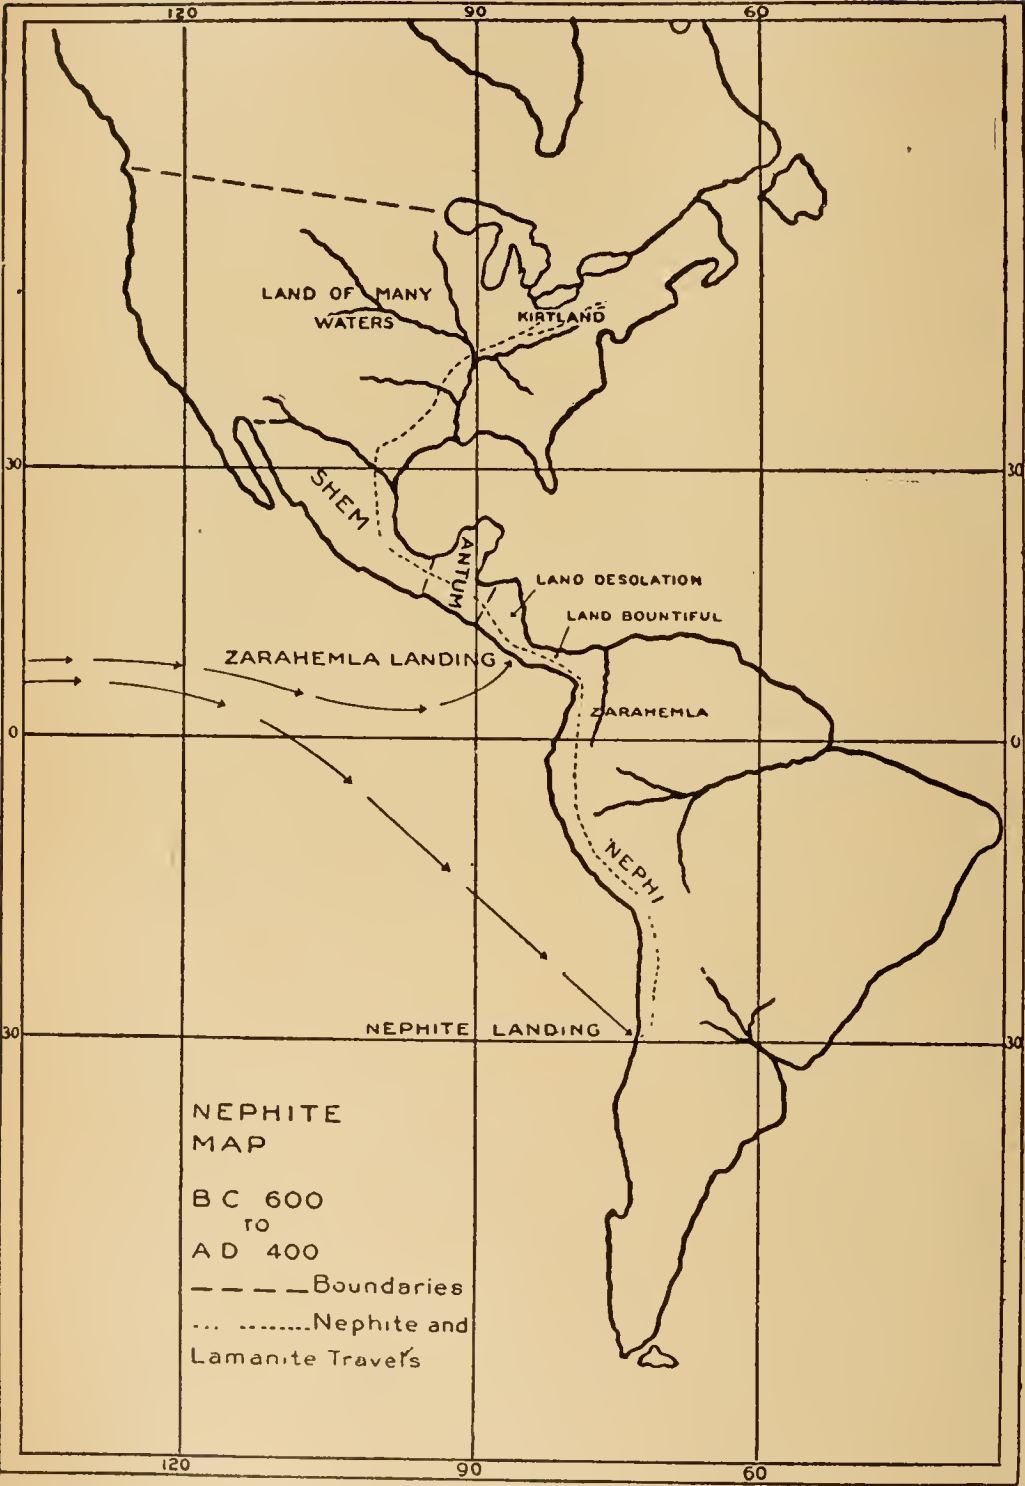 120 90 60
LAND OF MANY
WATERS
KIRTLAND
30 30
SHEM
ANTUM
LAND DESOLATION
LAND BOUNTIFUL
ZARAHEMLA LANDING
ZARAHEMLA
0 0
NEPHI
NEPHITE LANDING
30 30
NEPHITE
MAP
BC 600
TO
AD 400
Boundaries
Nephite and
Lamanite Travels
120 90 60